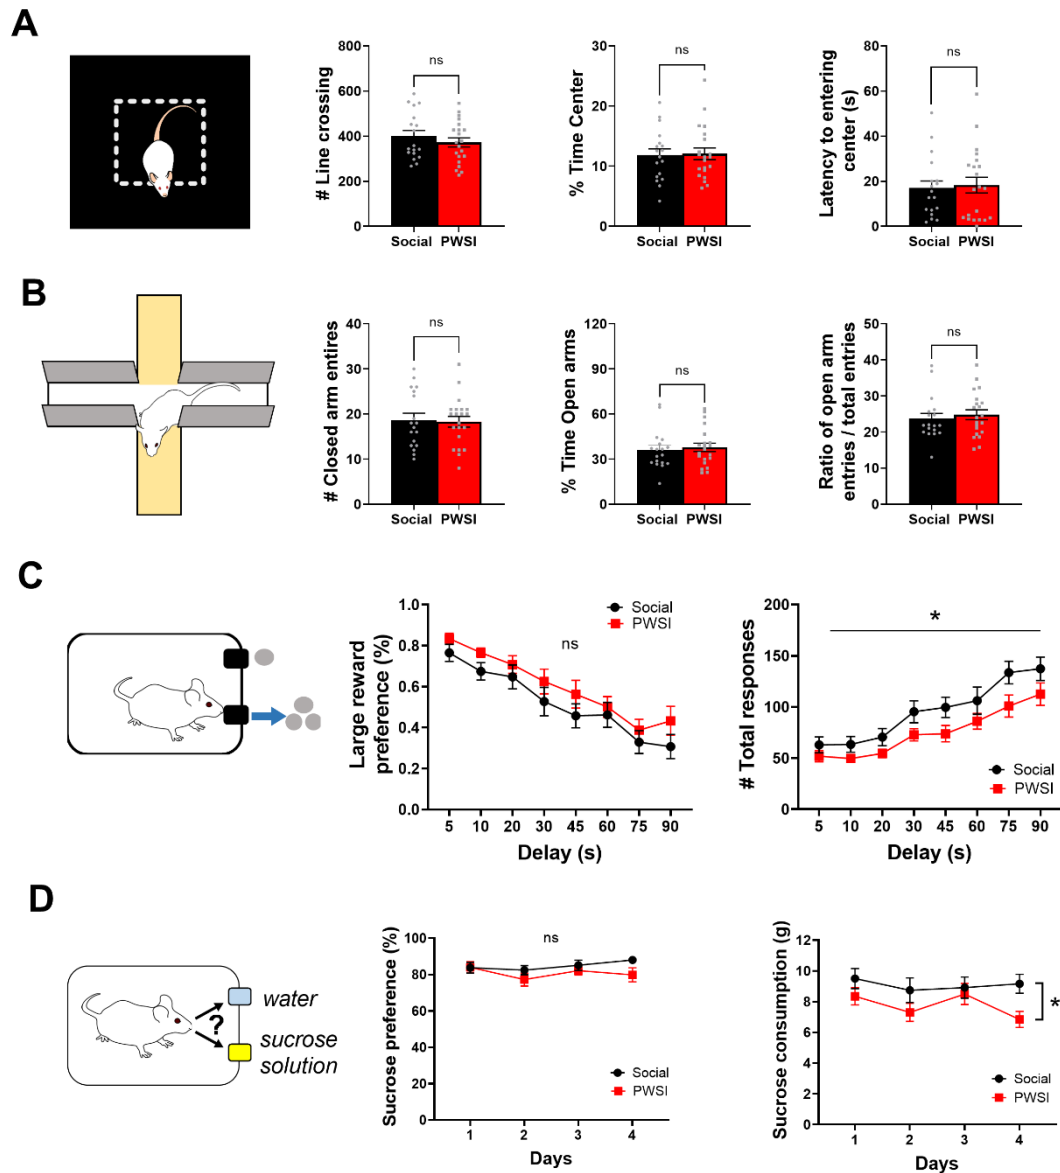 A
# Line crossing
800
600
400
200
0
ns
Social PWSI
% Time Center
30
20
10
0
ns
Social PWSI
Latency to entering
center (s)
80
60
40
20
0
ns
Social PWSI
B
# Closed arm entires
40
30
20
10
0
ns
Social PWSI
% Time Open arms
120
90
60
30
0
ns
Social PWSI
Ratio of open arm
entries / total entries
50
40
30
20
10
0
ns
Social PWSI
C
Large reward
preference (%)
1.0
0.8
0.6
0.4
0.2
0.0
Social
PWSI
ns
5 10 20 30 45 60 75 90
Delay (s)
# Total responses
200
150
100
50
0
*
Social
PWSI
5 10 20 30 45 60 75 90
Delay (s)
D
water
?
sucrose
solution
Sucrose preference (%)
100
80
60
40
20
0
ns
Social
PWSI
1 2 3 4
Days
Sucrose consumption (g)
12
10
8
6
4
2
0
*
Social
PWSI
1 2 3 4
Days